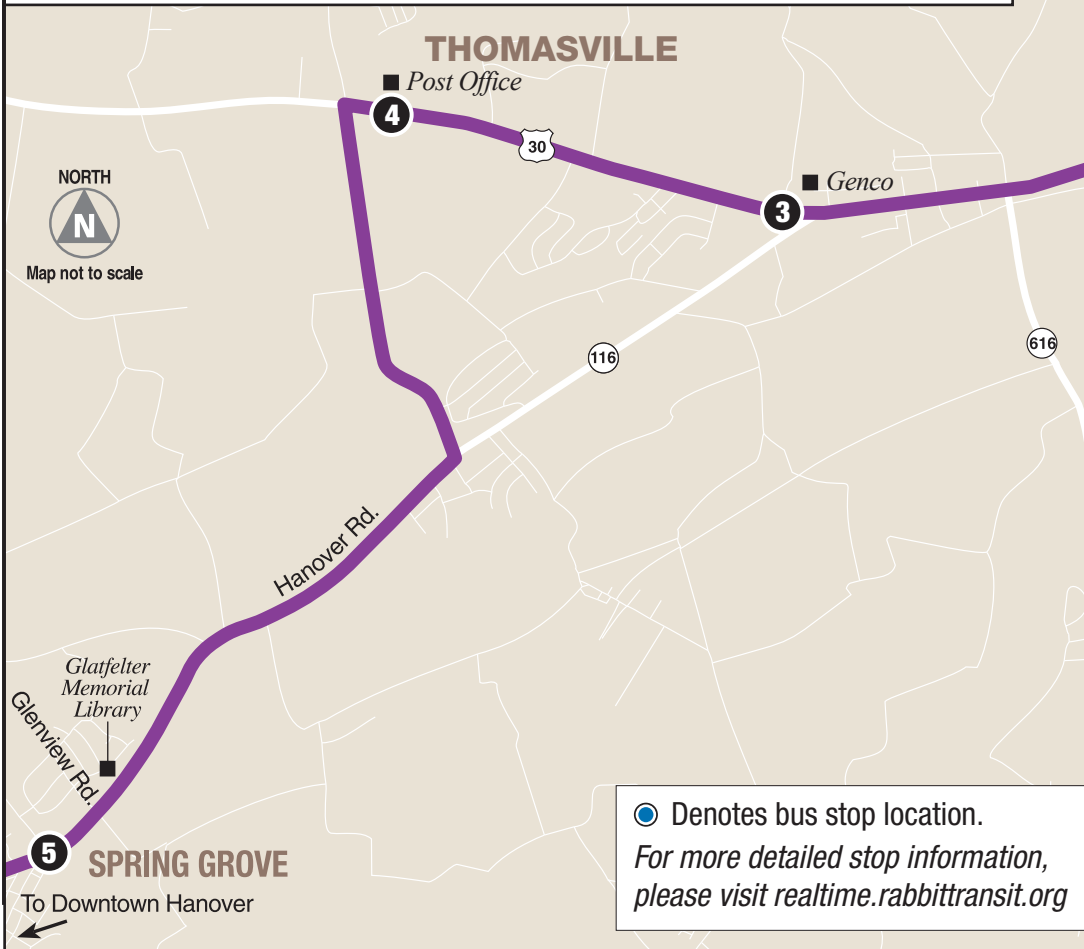 THOMASVILLE
Post Office
4
30
NORTH
N
Map not to scale
Genco
3
116
616
Hanover Rd.
Glatfelter
Memorial
Library
Glenview Rd.
5
SPRING GROVE
To Downtown Hanover
Denotes bus stop location.
For more detailed stop information,
please visit realtime.rabbittransit.org